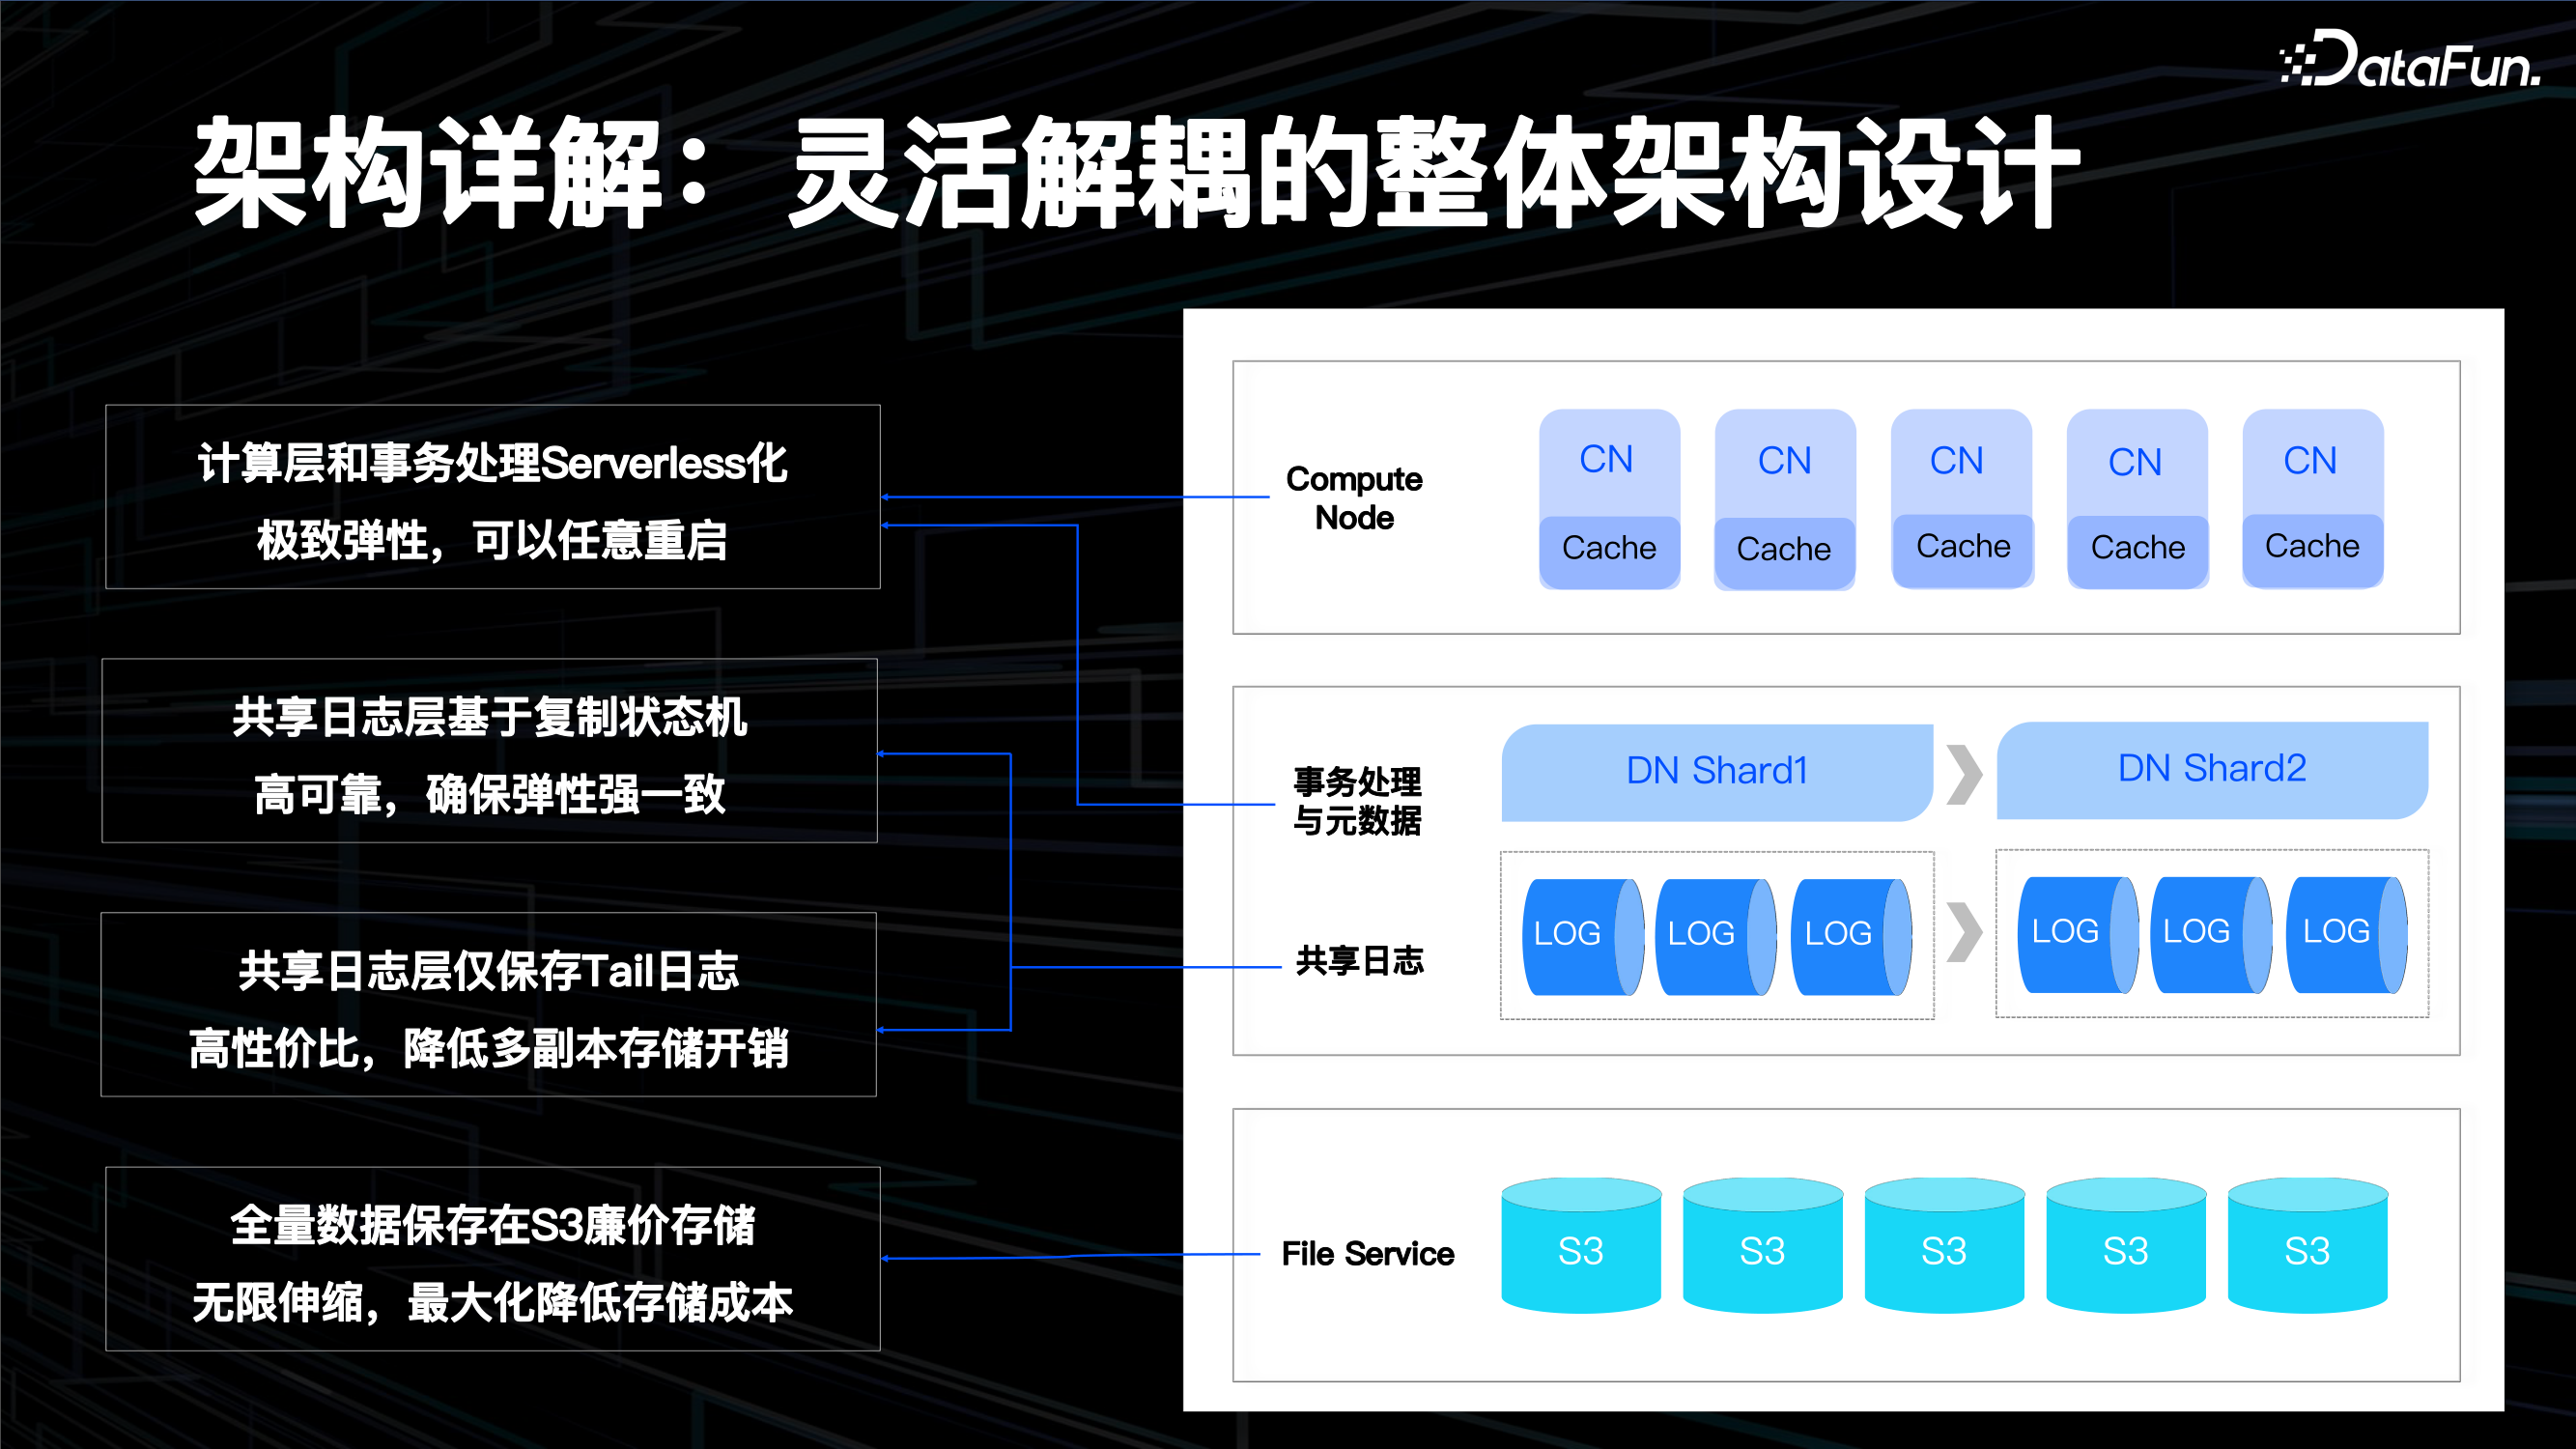 DataFun.
架构详解：灵活解耦的整体架构设计
计算层和事务处理Serverless化
极致弹性，可以任意重启
共享日志层基于复制状态机
高可靠，确保弹性强一致
共享日志层仅保存Tail日志
高性价比，降低多副本存储开销
全量数据保存在S3廉价存储
无限伸缩，最大化降低存储成本
Compute
Node
CN CN CN CN CN
Cache Cache Cache Cache Cache
事务处理
与元数据
DN Shard1 DN Shard2
共享日志
LOG LOG LOG LOG LOG LOG
File Service
S3 S3 S3 S3 S3